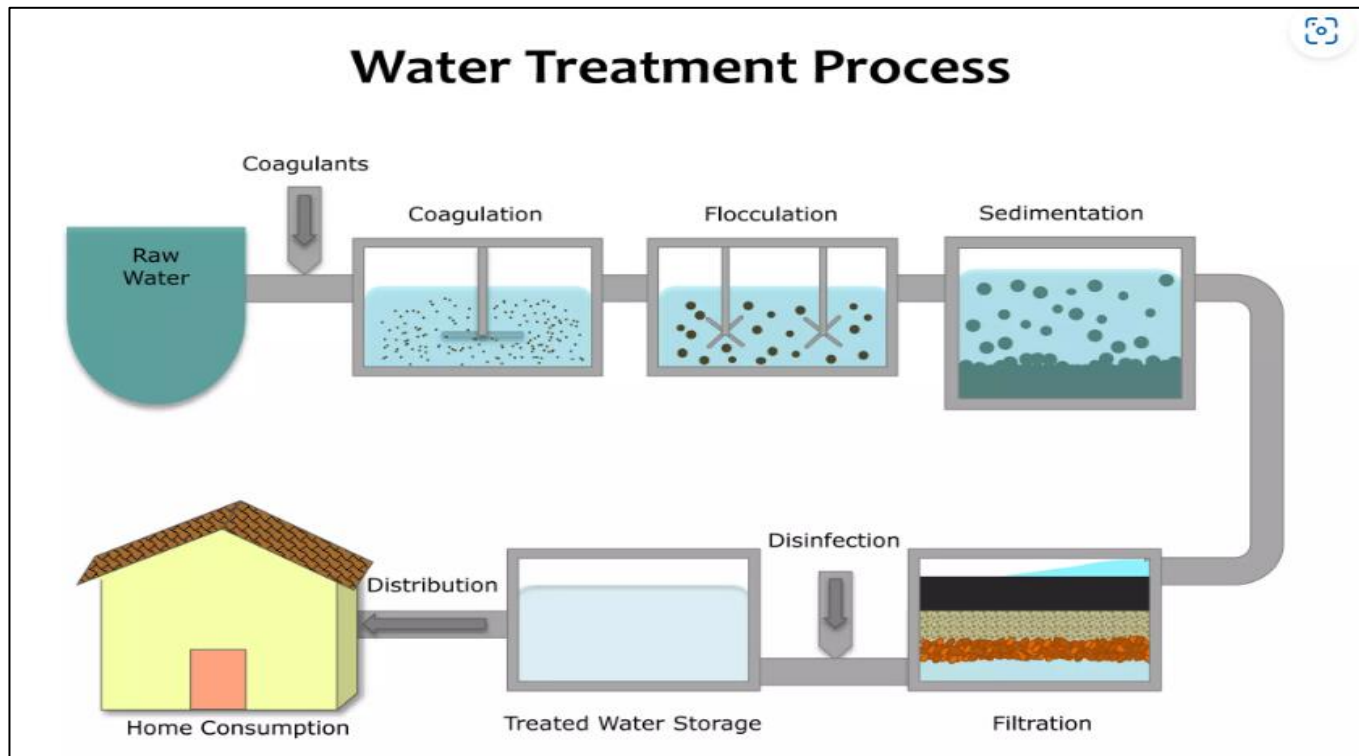 Water Treatment Process
Coagulants
Coagulation
Flocculation
Sedimentation
Raw
Water
Disinfection
Distribution
Home Consumption
Treated Water Storage
Filtration